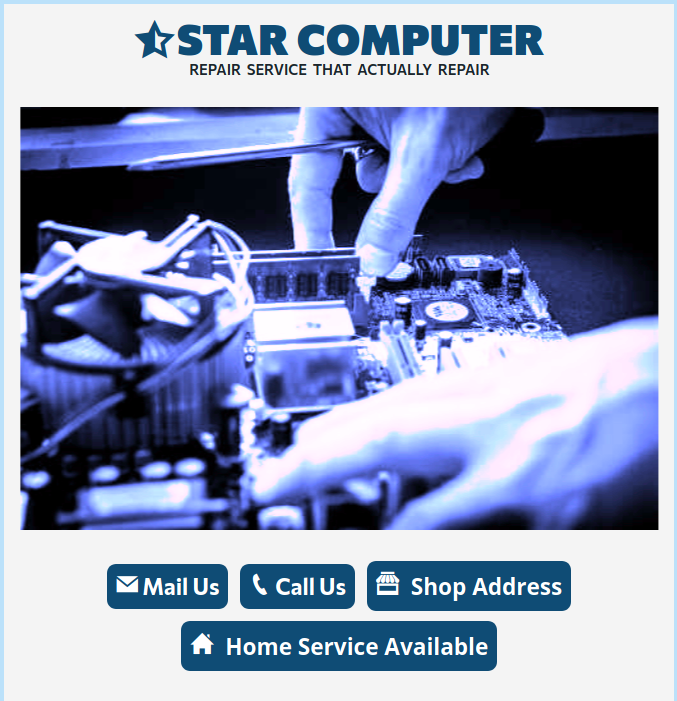 STAR COMPUTER
REPAIR SERVICE THAT ACTUALLY REPAIR
Mail Us
Call Us
Shop Address
Home Service Available